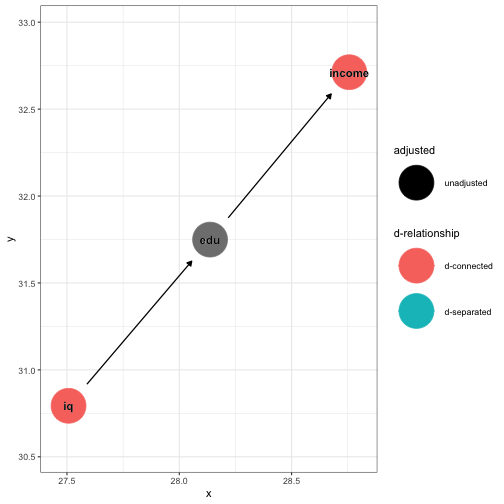 33.0
32.5
32.0
31.5
31.0
30.5
y
income
edu
iq
27.5 28.0 28.5
x
adjusted
unadjusted
d-relationship
d-connected
d-separated